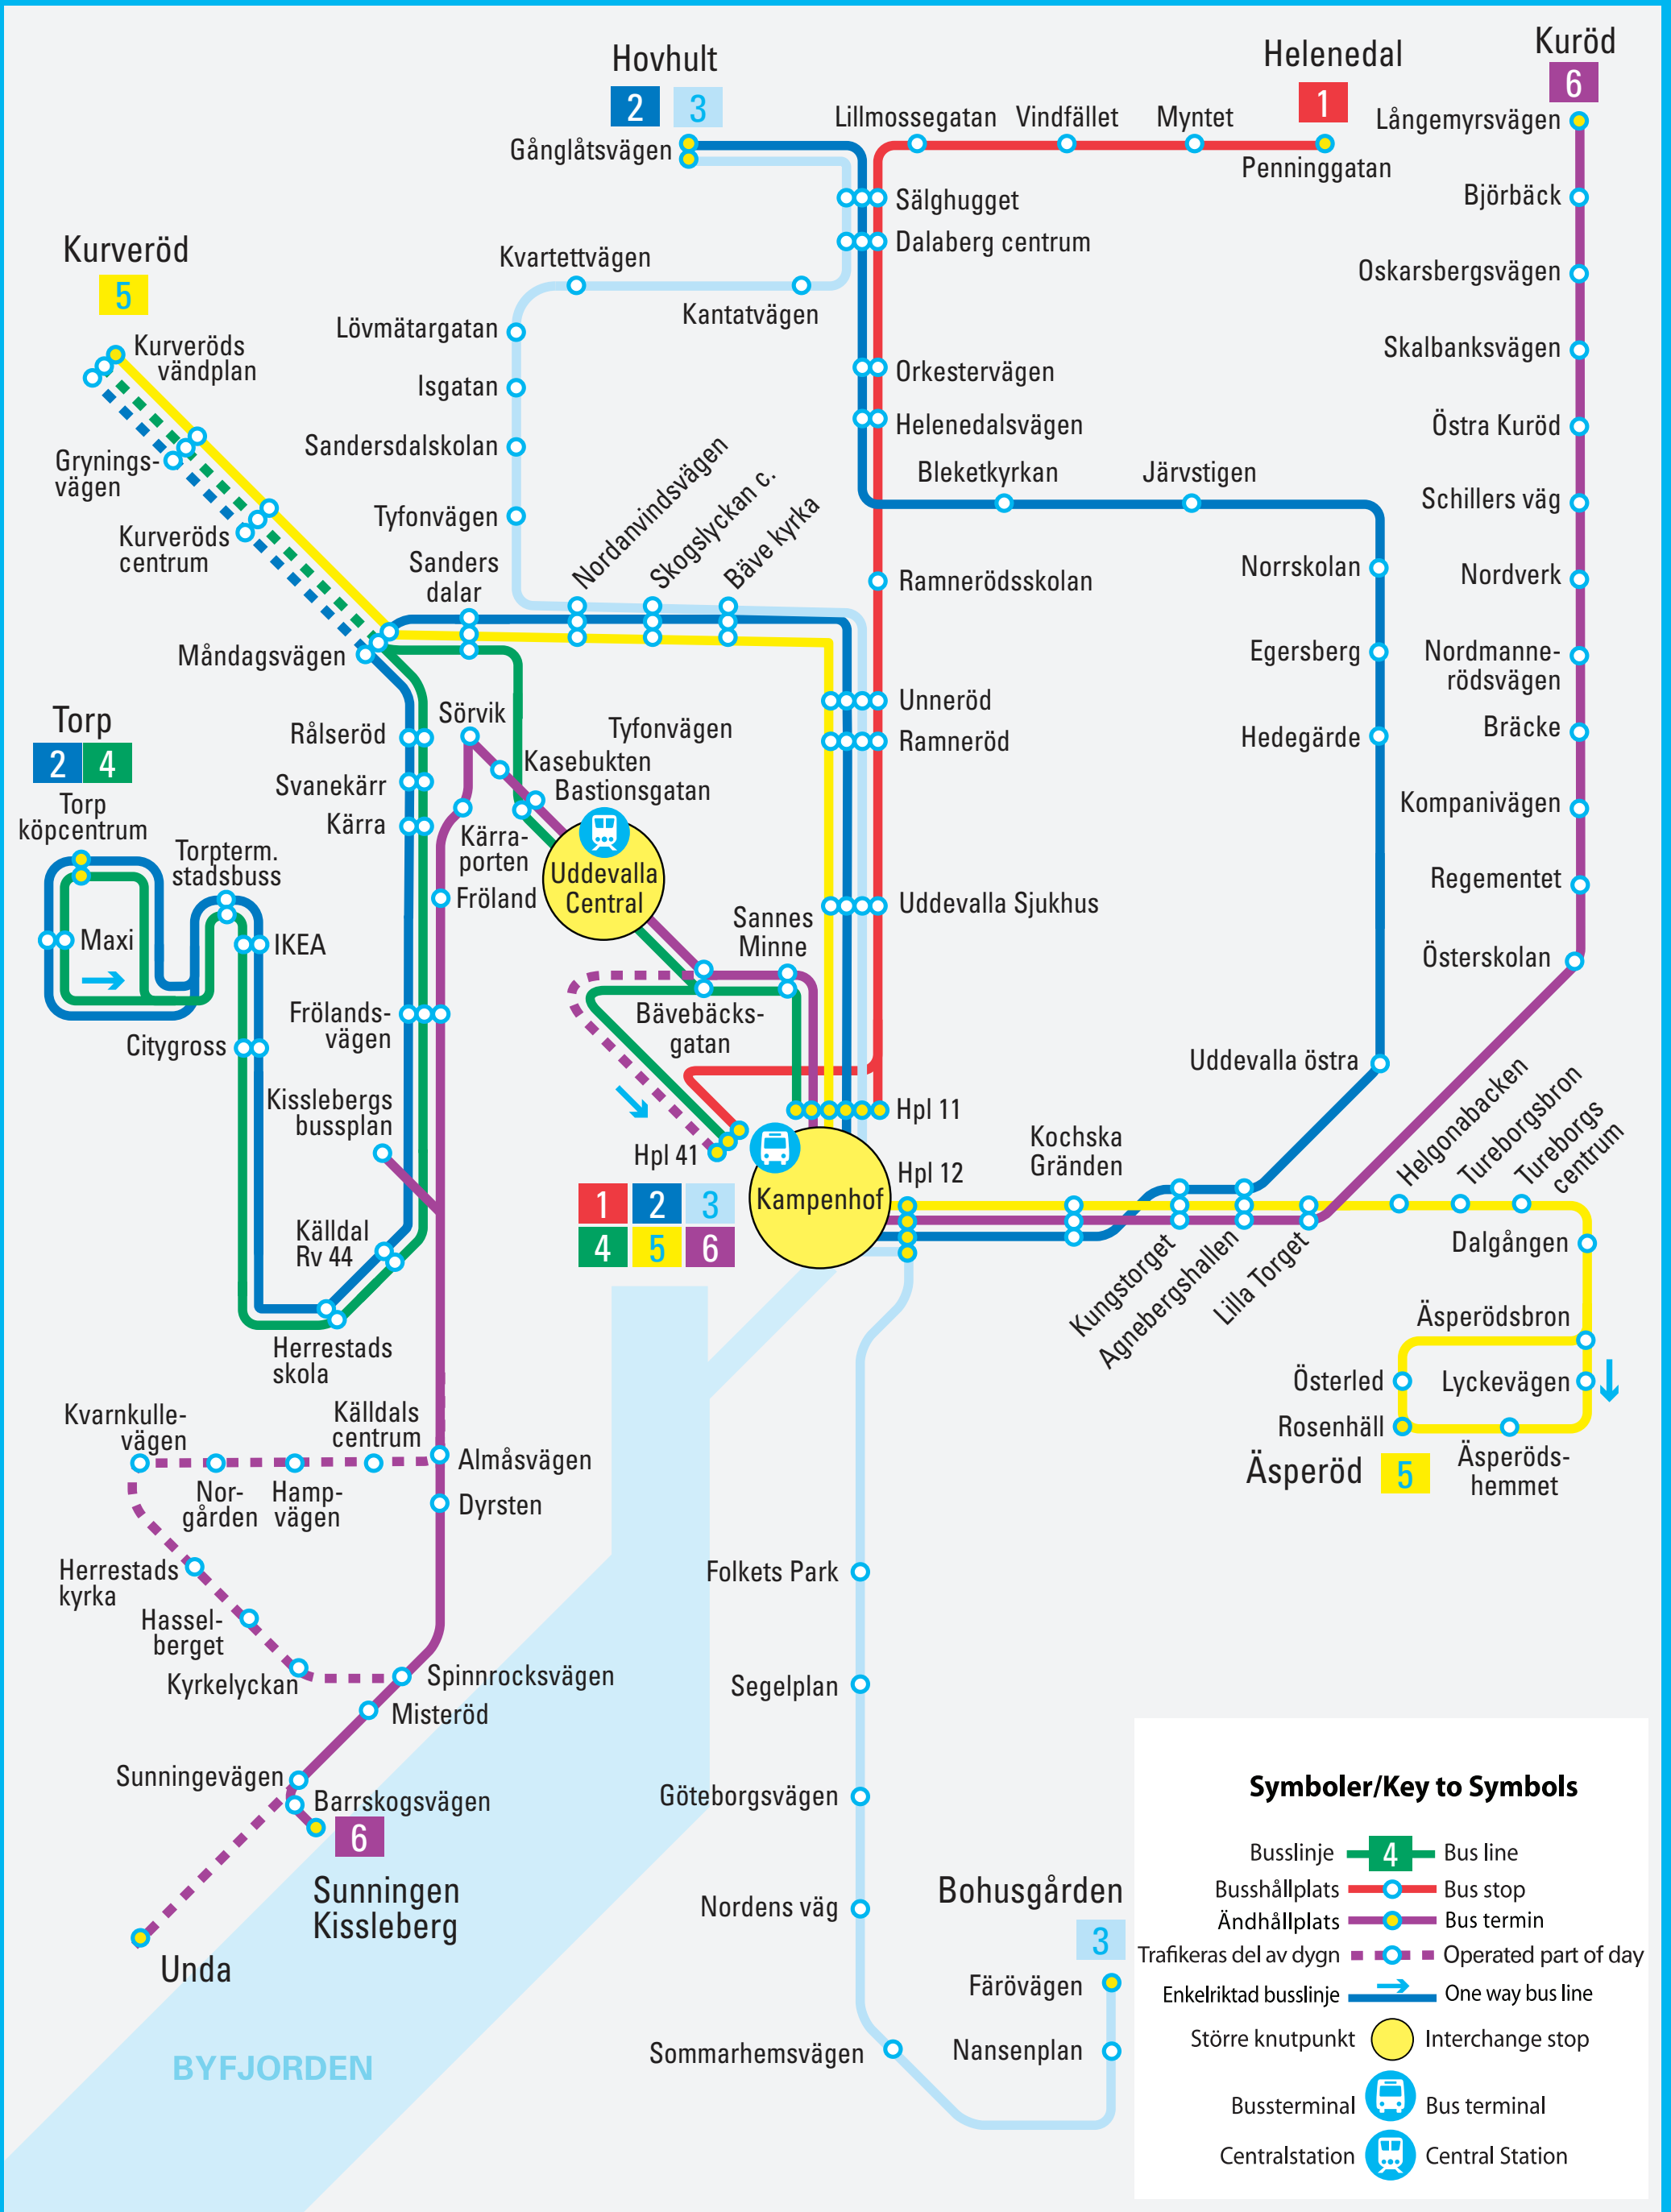 Hovhult
2 3
Gånglåtsvägen
Helenedal
1
Lillmossegatan
Vindfället
Myntet
Penninggatan
Kuröd
6
Långemyrsvägen
Björbäck
Oskarsbergsvägen
Skalbanksvägen
Östra Kuröd
Schillers väg
Nordverk
Nordmanne-
rödsvägen
Bräcke
Kompanivägen
Regementet
Österskolan
Sälghugget
Dalaberg centrum
Orkestervägen
Helenedalsvägen
Bleketkyrkan
Järvstigen
Norrskolan
Egersberg
Hedegärde
Uddevalla östra
Ramnerödsskolan
Unneröd
Ramneröd
Uddevalla Sjukhus
Kvartettvägen
Kantatvägen
Lövmätargatan
Isgatan
Sandersdalskolan
Tyfonvägen
Kurveröd
5
Kurveröds
vändplan
Grynings-
vägen
Kurveröds
centrum
Måndagsvägen
Sanders
dalar
Nordanvindsvägen
Skogslyckan c.
Bäve kyrka
Rålseröd
Svanekärr
Kärra
Sörvik
Tyfonvägen
Kasebukten
Bastionsgatan
Kärra-
porten
Fröland
Uddevalla
Central
Sannes
Minne
Bävebäcks-
gatan
Torp
2 4
Torp
köpcentrum
Torpterm.
stadsbuss
Maxi
IKEA
Citygross
Frölands-
vägen
Kisslebergs
bussplan
Källdal
Rv 44
Herrestads
skola
Hpl 11
Hpl 41
Hpl 12
Kampenhof
1 2 3
4 5 6
Kochska
Gränden
Kungstorget
Agnebergshallen
Lilla Torget
Helgonabacken
Tureborgsbron
Tureborgs
centrum
Dalgången
Äsperödsbron
Österled
Lyckevägen
Rosenhäll
Äsperöds-
hemmet
Äsperöd
5
Kvarnkulle-
vägen
Källdals
centrum
Nor-
gården
Hamp-
vägen
Almåsvägen
Dyrsten
Herrestads
kyrka
Hassel-
berget
Kyrkelyckan
Spinnrocksvägen
Misteröd
Sunningevägen
Barrskogsvägen
6
Sunningen
Kissleberg
Unda
BYFJORDEN
Folkets Park
Segelplan
Göteborgsvägen
Nordens väg
Sommarhemsvägen
Bohusgården
3
Färövägen
Nansenplan
Symboler/Key to Symbols
Busslinje 4 Bus line
Busshållplats Bus stop
Ändhållplats Bus termin
Trafikeras del av dygn Operated part of day
Enkelriktad busslinje One way bus line
Större knutpunkt Interchange stop
Bussterminal Bus terminal
Centralstation Central Station